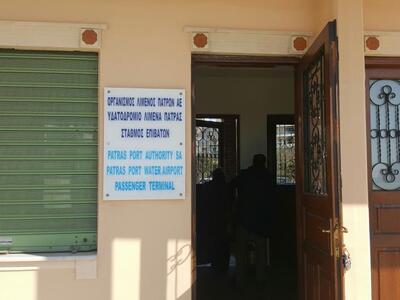 ΟΡΓΑΝΙΣΜΟΣ ΛΙΜΕΝΟΣ ΠΑΤΡΩΝ ΑΕ
ΥΔΑΤΟΔΡΟΜΙΟ ΛΙΜΕΝΑ ΠΑΤΡΑΣ
ΣΤΑΘΜΟΣ ΕΠΙΒΑΤΩΝ
PATRAS PORT AUTHORITY SA
PATRAS PORT WATER AIRPORT
PASSENGER TERMINAL